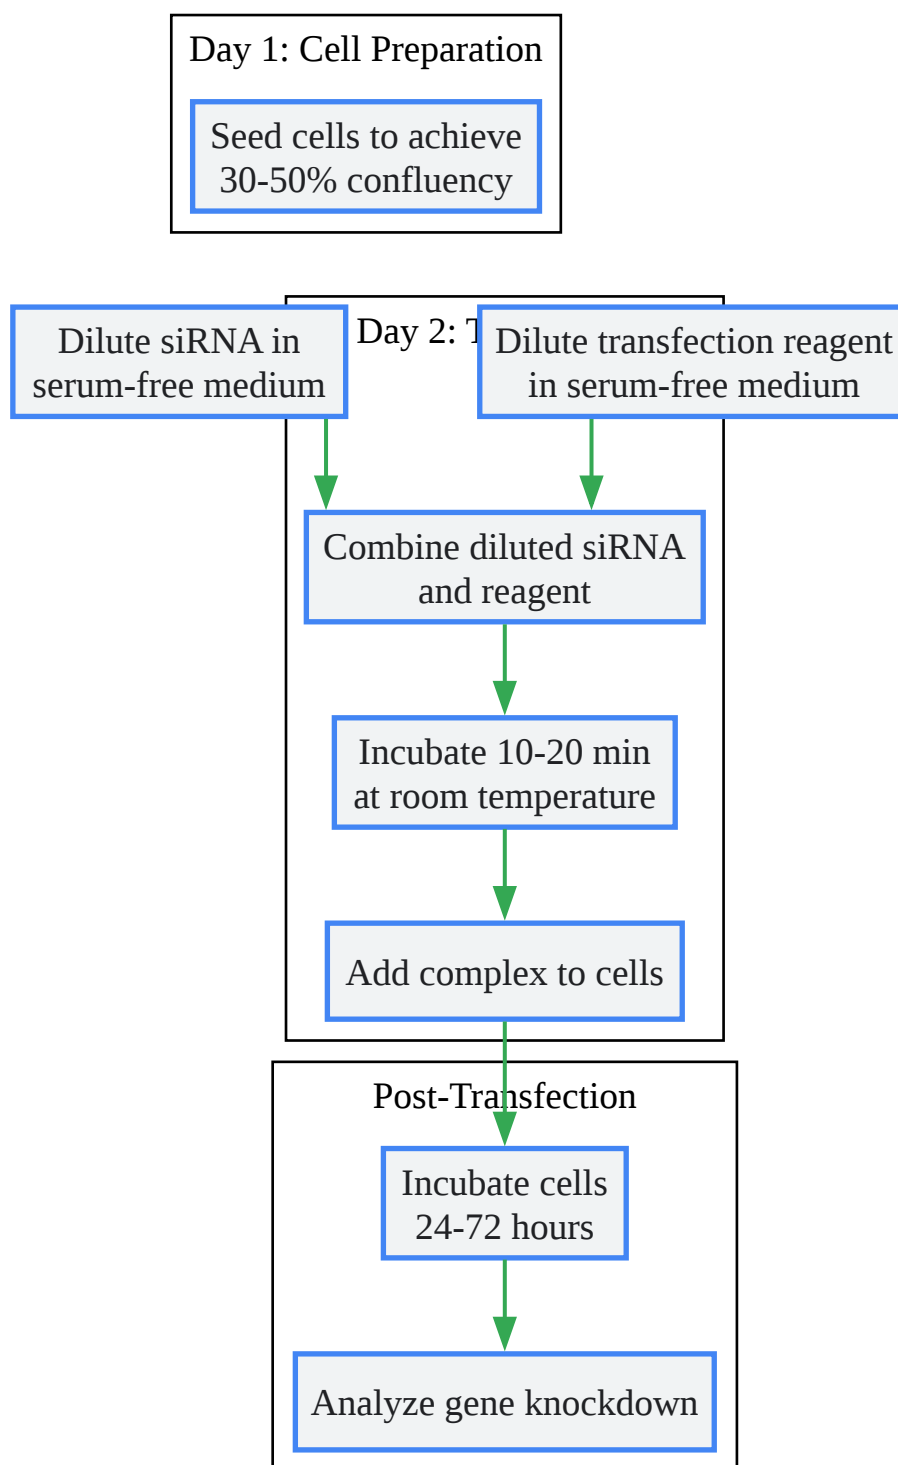 Day 1: Cell Preparation
Seed cells to achieve
30-50% confluency
Day 2:
Dilute siRNA in
serum-free medium
Dilute transfection reagent
in serum-free medium
Combine diluted siRNA
and reagent
Incubate 10-20 min
at room temperature
Add complex to cells
Post-Transfection
Incubate cells
24-72 hours
Analyze gene knockdown